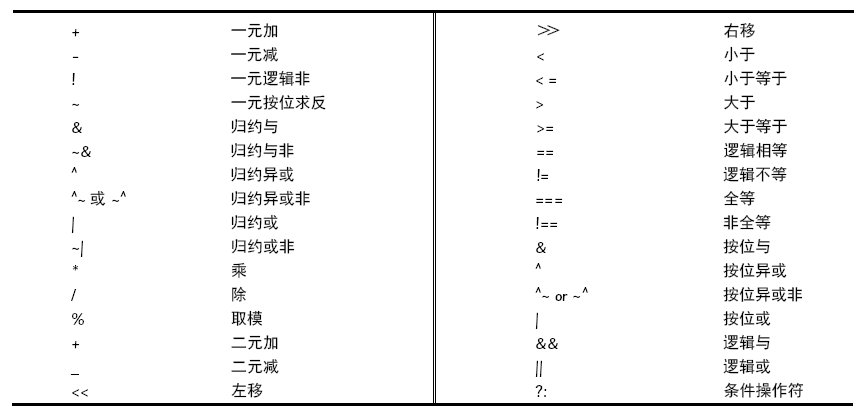 + 一元加
- 一元减
! 一元逻辑非
~ 一元按位求反
& 归约与
~& 归约与非
^ 归约异或
^~ 或 ~^ 归约异或非
| 归约或
~| 归约或非
* 乘
/ 除
% 取模
+ 二元加
_ 二元减
<< 左移
>> 右移
< 小于
< = 小于等于
> 大于
>= 大于等于
== 逻辑相等
!= 逻辑不等
=== 全等
!== 非全等
& 按位与
^ 按位异或
^~ or ~^ 按位异或非
| 按位或
&& 逻辑与
|| 逻辑或
?: 条件操作符